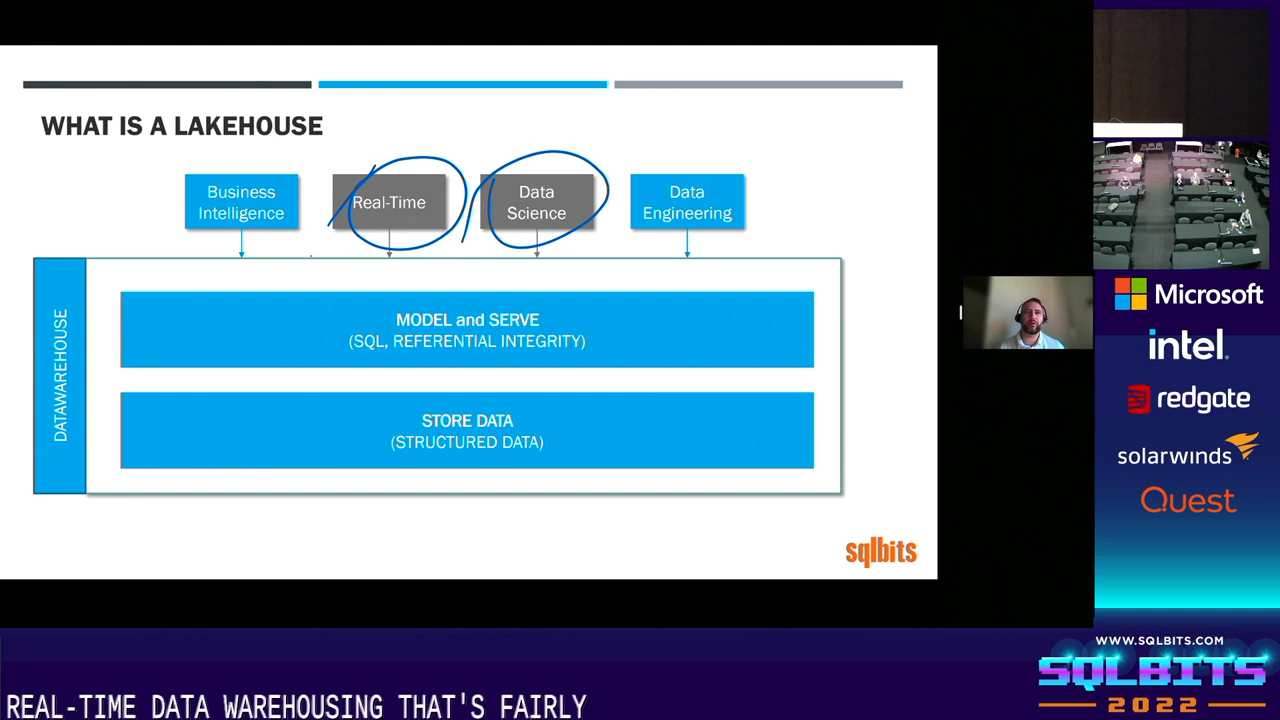 WHAT IS A LAKEHOUSE
Business
Intelligence
Real-Time
Data
Science
Data
Engineering
DATAWAREHOUSE
MODEL and SERVE
(SQL, REFERENTIAL INTEGRITY)
STORE DATA
(STRUCTURED DATA)
sqlbits
Microsoft
intel.
redgate
solarwinds
Quest
WWW.SQLBITS.COM
SQLBITS
2022
REAL-TIME DATA WAREHOUSING THAT'S FAIRLY